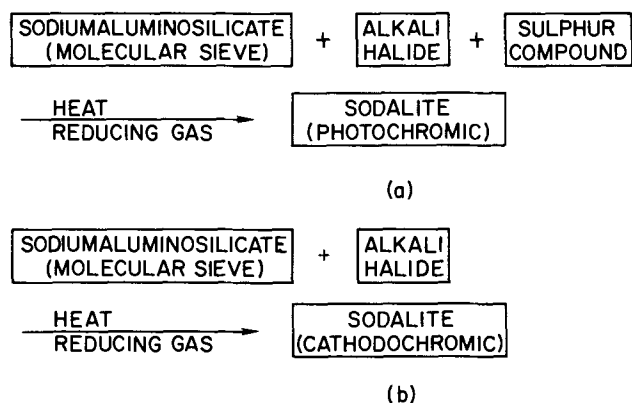 SODIUMALUMINOSILICATE (MOLECULAR SIEVE) + ALKALI HALIDE + SULPHUR COMPOUND
HEAT
REDUCING GAS
SODALITE
(PHOTOCHROMIC)
(a)
SODIUMALUMINOSILICATE (MOLECULAR SIEVE) + ALKALI HALIDE
HEAT
REDUCING GAS
SODALITE
(CATHODOCHROMIC)
(b)